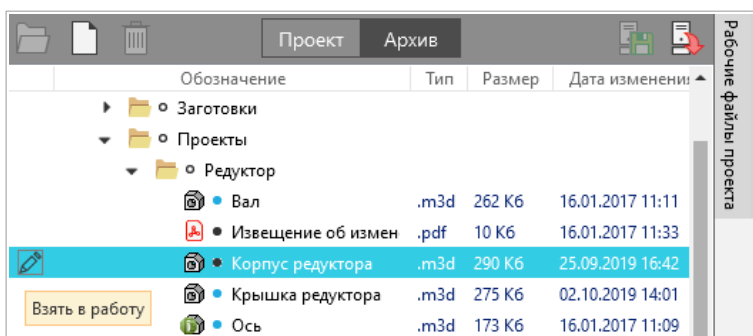 Проект Архив
Рабочие файлы проекта
Обозначение Тип Размер Дата изменения
Заготовки
Проекты
Редуктор
Вал .m3d 262 Кб 16.01.2017 11:11
Извещение об измен .pdf 10 Кб 16.01.2017 11:33
Корпус редуктора .m3d 290 Кб 25.09.2019 16:42
Крышка редуктора .m3d 275 Кб 02.10.2019 14:01
Взять в работу
Ось .m3d 173 Кб 16.01.2017 11:09